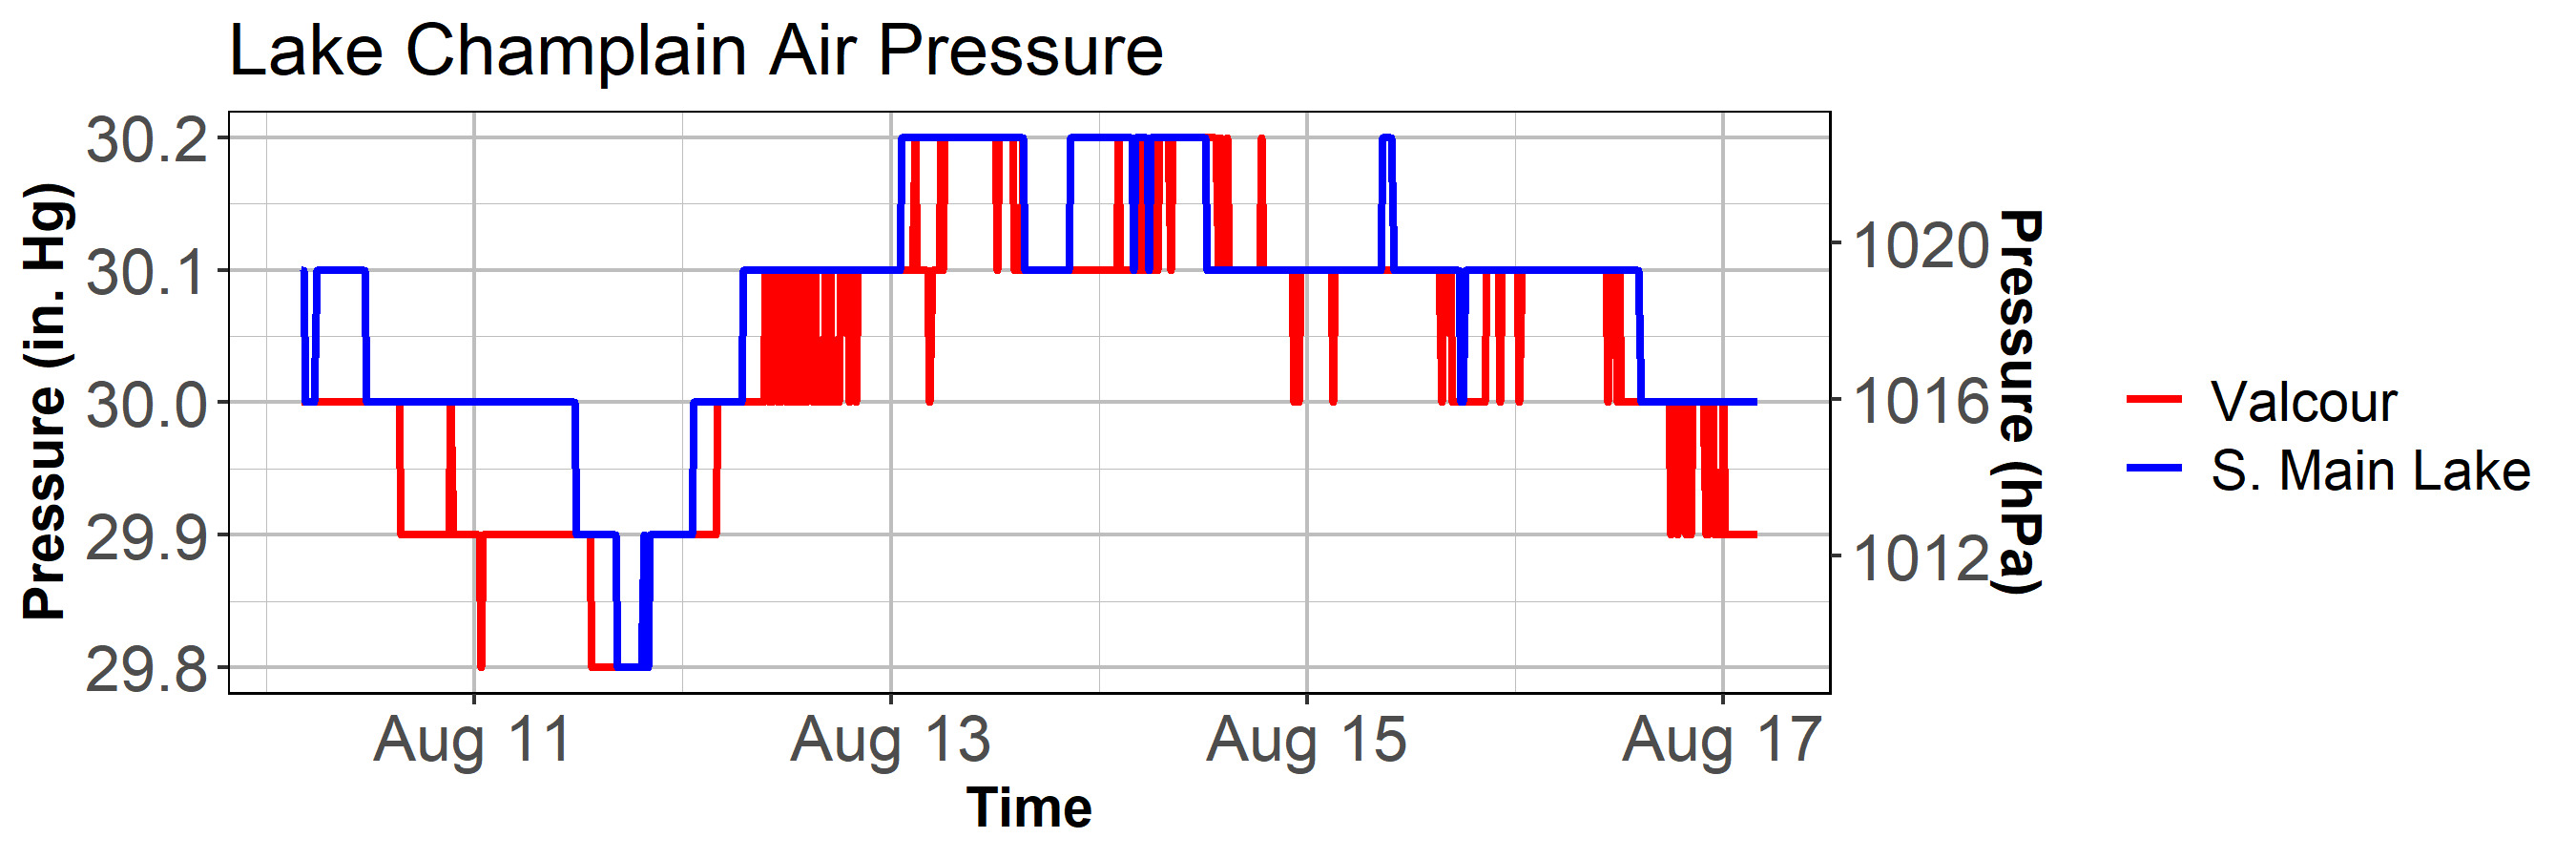 Lake Champlain Air Pressure
Pressure (in. Hg)
30.2
30.1
30.0
29.9
29.8
Aug 11 Aug 13 Aug 15 Aug 17
Time
1020
1016
1012
Pressure (hPa)
Valcour
S. Main Lake